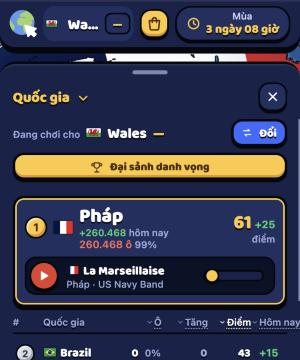 Wa...
Mùa
3 ngày 08 giờ
Quốc gia
Đang chơi cho Wales
Đổi
Đại sảnh danh vọng
1 Pháp 61 +25
+260.468 hôm nay điểm
260.468 ô 99%
La Marseillaise
Pháp · US Navy Band
# Quốc gia Ô Tăng Điểm Hôm nay
2 Brazil 0 0% 43 +15